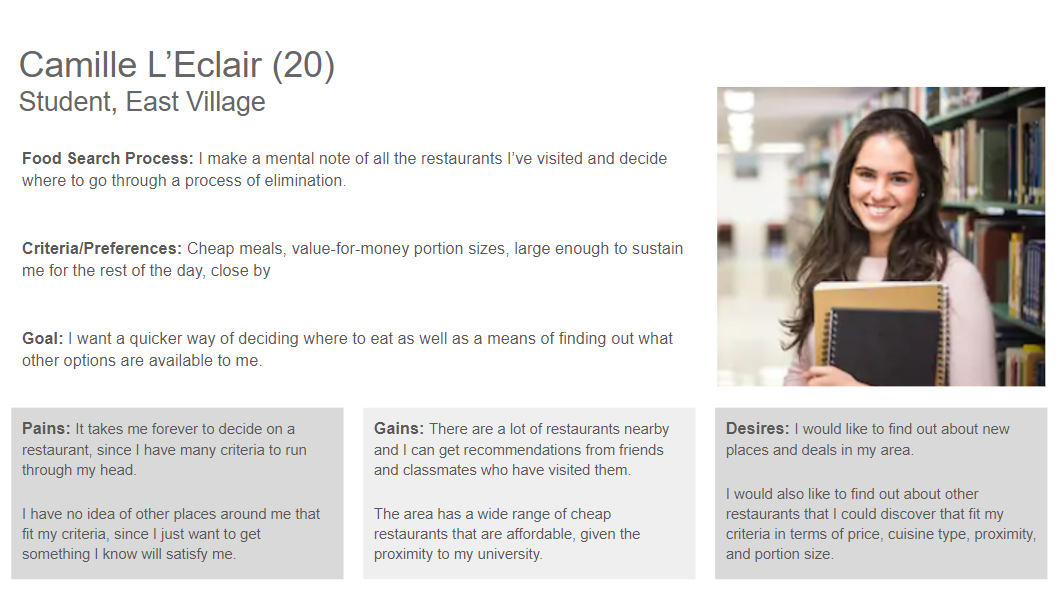 Camille L’Eclair (20)
Student, East Village
Food Search Process: I make a mental note of all the restaurants I’ve visited and decide
where to go through a process of elimination.
Criteria/Preferences: Cheap meals, value-for-money portion sizes, large enough to sustain
me for the rest of the day, close by
Goal: I want a quicker way of deciding where to eat as well as a means of finding out what
other options are available to me.
Pains: It takes me forever to decide on a
restaurant, since I have many criteria to run
through my head.
I have no idea of other places around me that
fit my criteria, since I just want to get
something I know will satisfy me.
Gains: There are a lot of restaurants nearby
and I can get recommendations from friends
and classmates who have visited them.
The area has a wide range of cheap
restaurants that are affordable, given the
proximity to my university.
Desires: I would like to find out about new
places and deals in my area.
I would also like to find out about other
restaurants that I could discover that fit my
criteria in terms of price, cuisine type, proximity,
and portion size.